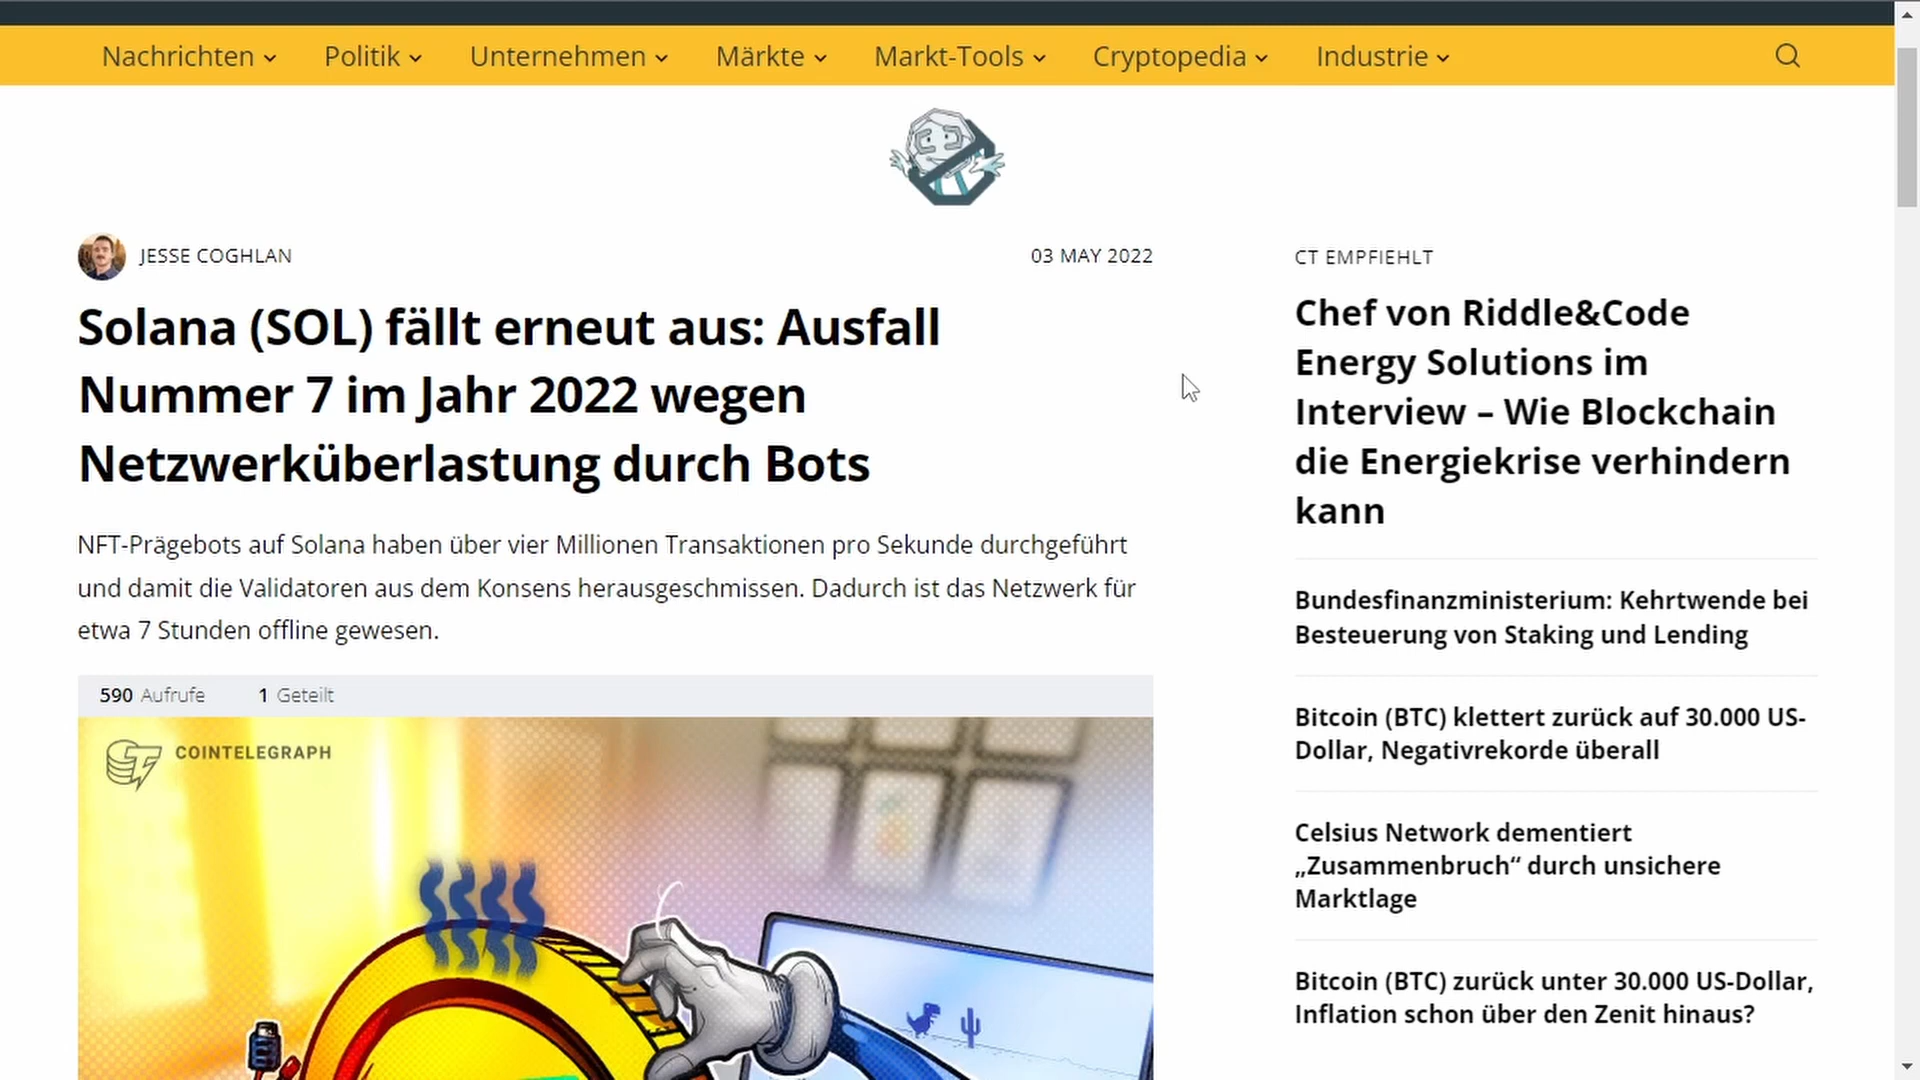 Nachrichten Politik Unternehmen Märkte Markt-Tools Cryptopedia Industrie
JESSE COGHLAN
03 MAY 2022
Solana (SOL) fällt erneut aus: Ausfall
Nummer 7 im Jahr 2022 wegen
Netzwerküberlastung durch Bots
NFT-Prägebots auf Solana haben über vier Millionen Transaktionen pro Sekunde durchgeführt
und damit die Validatoren aus dem Konsens herausgeschmissen. Dadurch ist das Netzwerk für
etwa 7 Stunden offline gewesen.
590 Aufrufe 1 Geteilt
COINTELEGRAPH
CT EMPFIEHLT
Chef von Riddle&Code
Energy Solutions im
Interview – Wie Blockchain
die Energiekrise verhindern
kann
Bundesfinanzministerium: Kehrtwende bei
Besteuerung von Staking und Lending
Bitcoin (BTC) klettert zurück auf 30.000 US-
Dollar, Negativrekorde überall
Celsius Network dementiert
„Zusammenbruch“ durch unsichere
Marktlage
Bitcoin (BTC) zurück unter 30.000 US-Dollar,
Inflation schon über den Zenit hinaus?